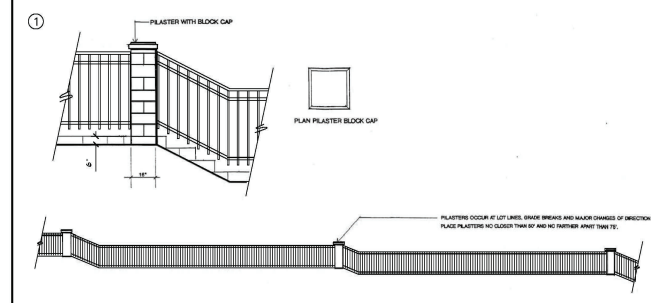 1
PILASTER WITH BLOCK CAP
PLAN PILASTER BLOCK CAP
6"
16"
PILASTERS OCCUR AT LOT LINES, GRADE BREAKS AND MAJOR CHANGES OF DIRECTION
PLACE PILASTERS NO CLOSER THAN 50' AND NO FARTHER APART THAN 75'.